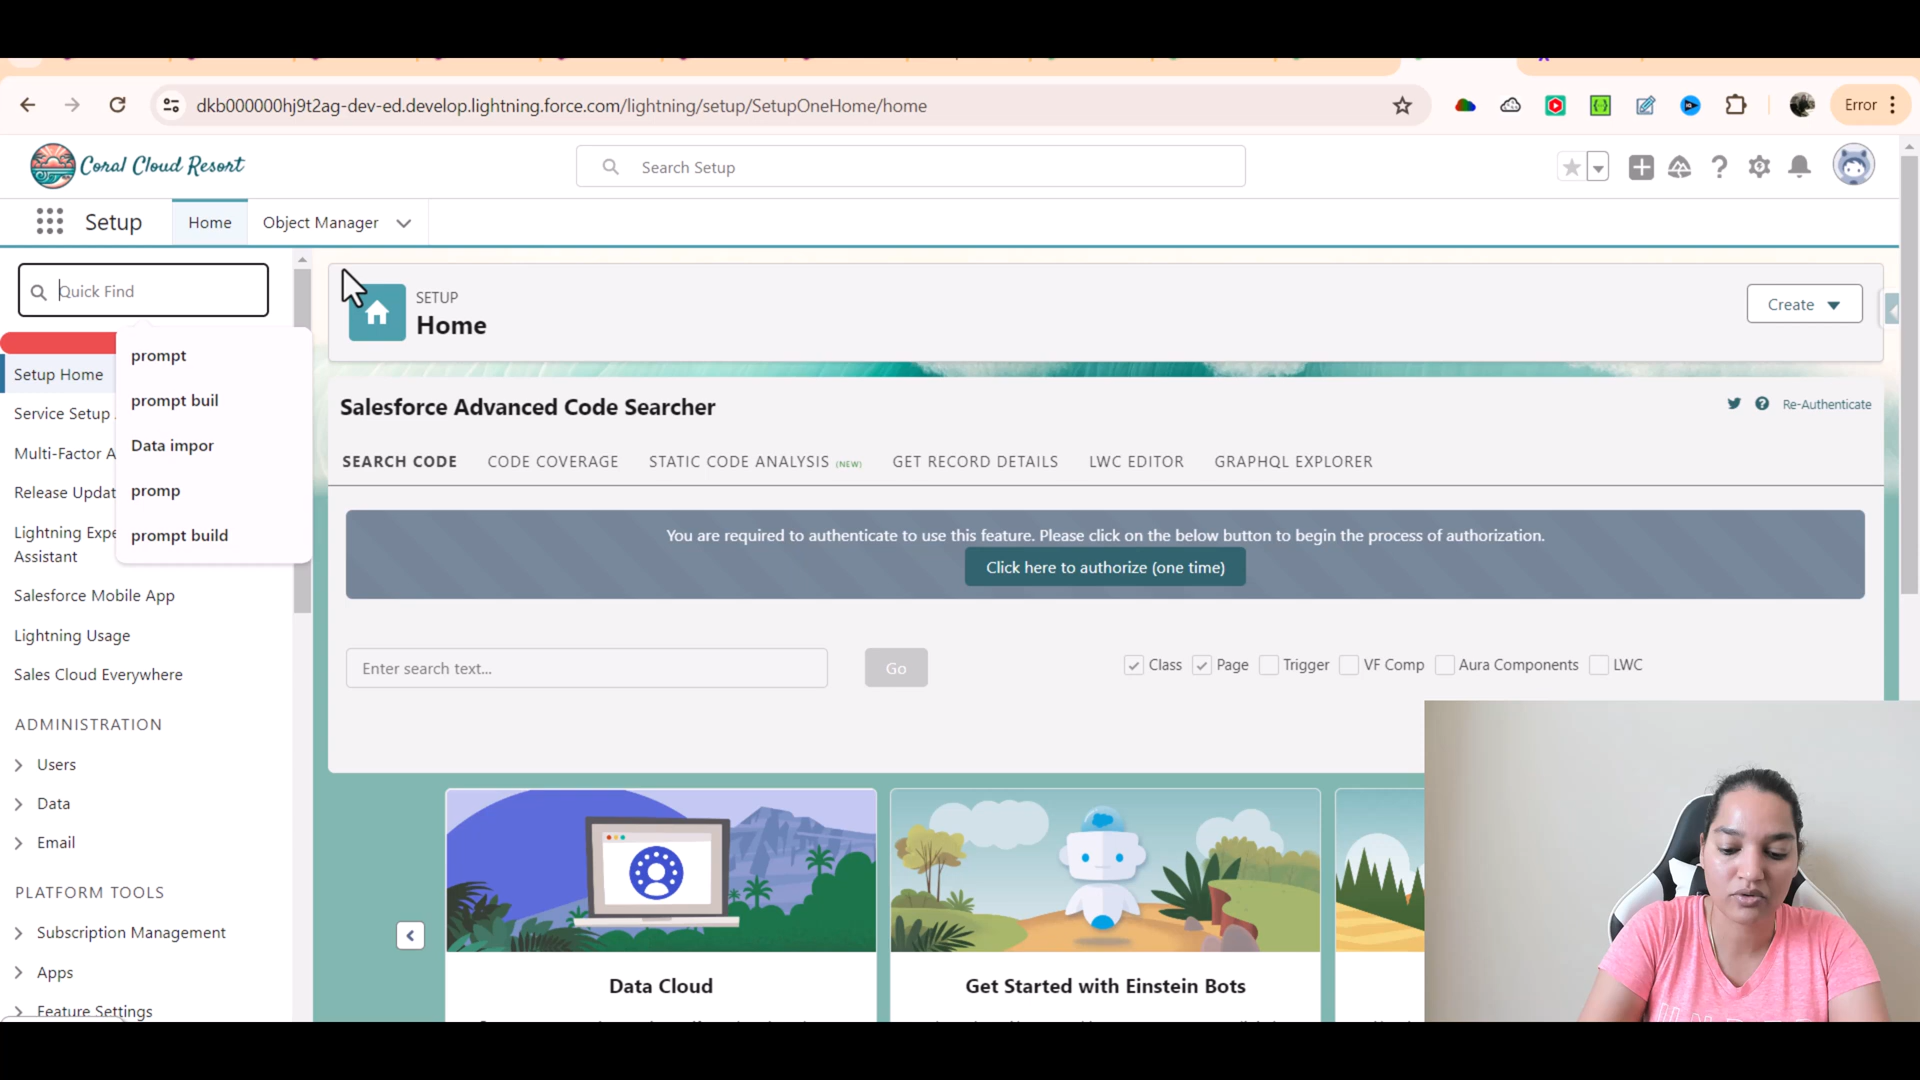 dkb000000hj9t2ag-dev-ed.develop.lightning.force.com/lightning/setup/SetupOneHome/home
Error
Coral Cloud Resort
Search Setup
Setup
Home
Object Manager
Quick Find
prompt
prompt buil
Data impor
promp
prompt build
Setup Home
Service Setup
Multi-Factor A
Release Updat
Lightning Expe
Assistant
Salesforce Mobile App
Lightning Usage
Sales Cloud Everywhere
ADMINISTRATION
Users
Data
Email
PLATFORM TOOLS
Subscription Management
Apps
Feature Settings
SETUP
Home
Create
Salesforce Advanced Code Searcher
Re-Authenticate
SEARCH CODE
CODE COVERAGE
STATIC CODE ANALYSIS (NEW)
GET RECORD DETAILS
LWC EDITOR
GRAPHQL EXPLORER
You are required to authenticate to use this feature. Please click on the below button to begin the process of authorization.
Click here to authorize (one time)
Enter search text...
Go
Class
Page
Trigger
VF Comp
Aura Components
LWC
Data Cloud
Get Started with Einstein Bots